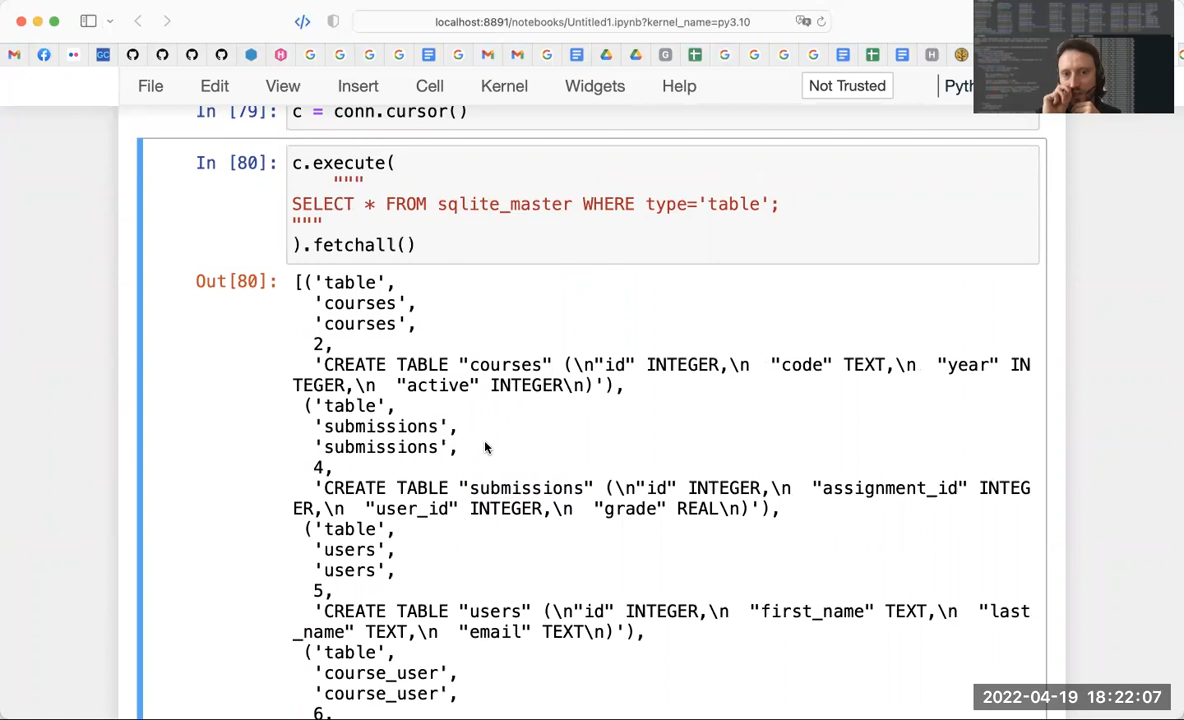 localhost:8891/notebooks/Untitled1.ipynb?kernel_name=py3.10
File Edit View Insert Cell Kernel Widgets Help Not Trusted Pyth
In [79]: c = conn.cursor()
In [80]: c.execute(
"""
SELECT * FROM sqlite_master WHERE type='table';
"""
).fetchall()
Out[80]: [('table',
'courses',
'courses',
2,
'CREATE TABLE "courses" (\n"id" INTEGER,\n  "code" TEXT,\n  "year" IN
TEGER,\n  "active" INTEGER\n)'),
('table',
'submissions',
'submissions',
4,
'CREATE TABLE "submissions" (\n"id" INTEGER,\n  "assignment_id" INTEG
ER,\n  "user_id" INTEGER,\n  "grade" REAL\n)'),
('table',
'users',
'users',
5,
'CREATE TABLE "users" (\n"id" INTEGER,\n  "first_name" TEXT,\n  "last
_name" TEXT,\n  "email" TEXT\n)'),
('table',
'course_user',
'course_user',
6,
2022-04-19 18:22:07